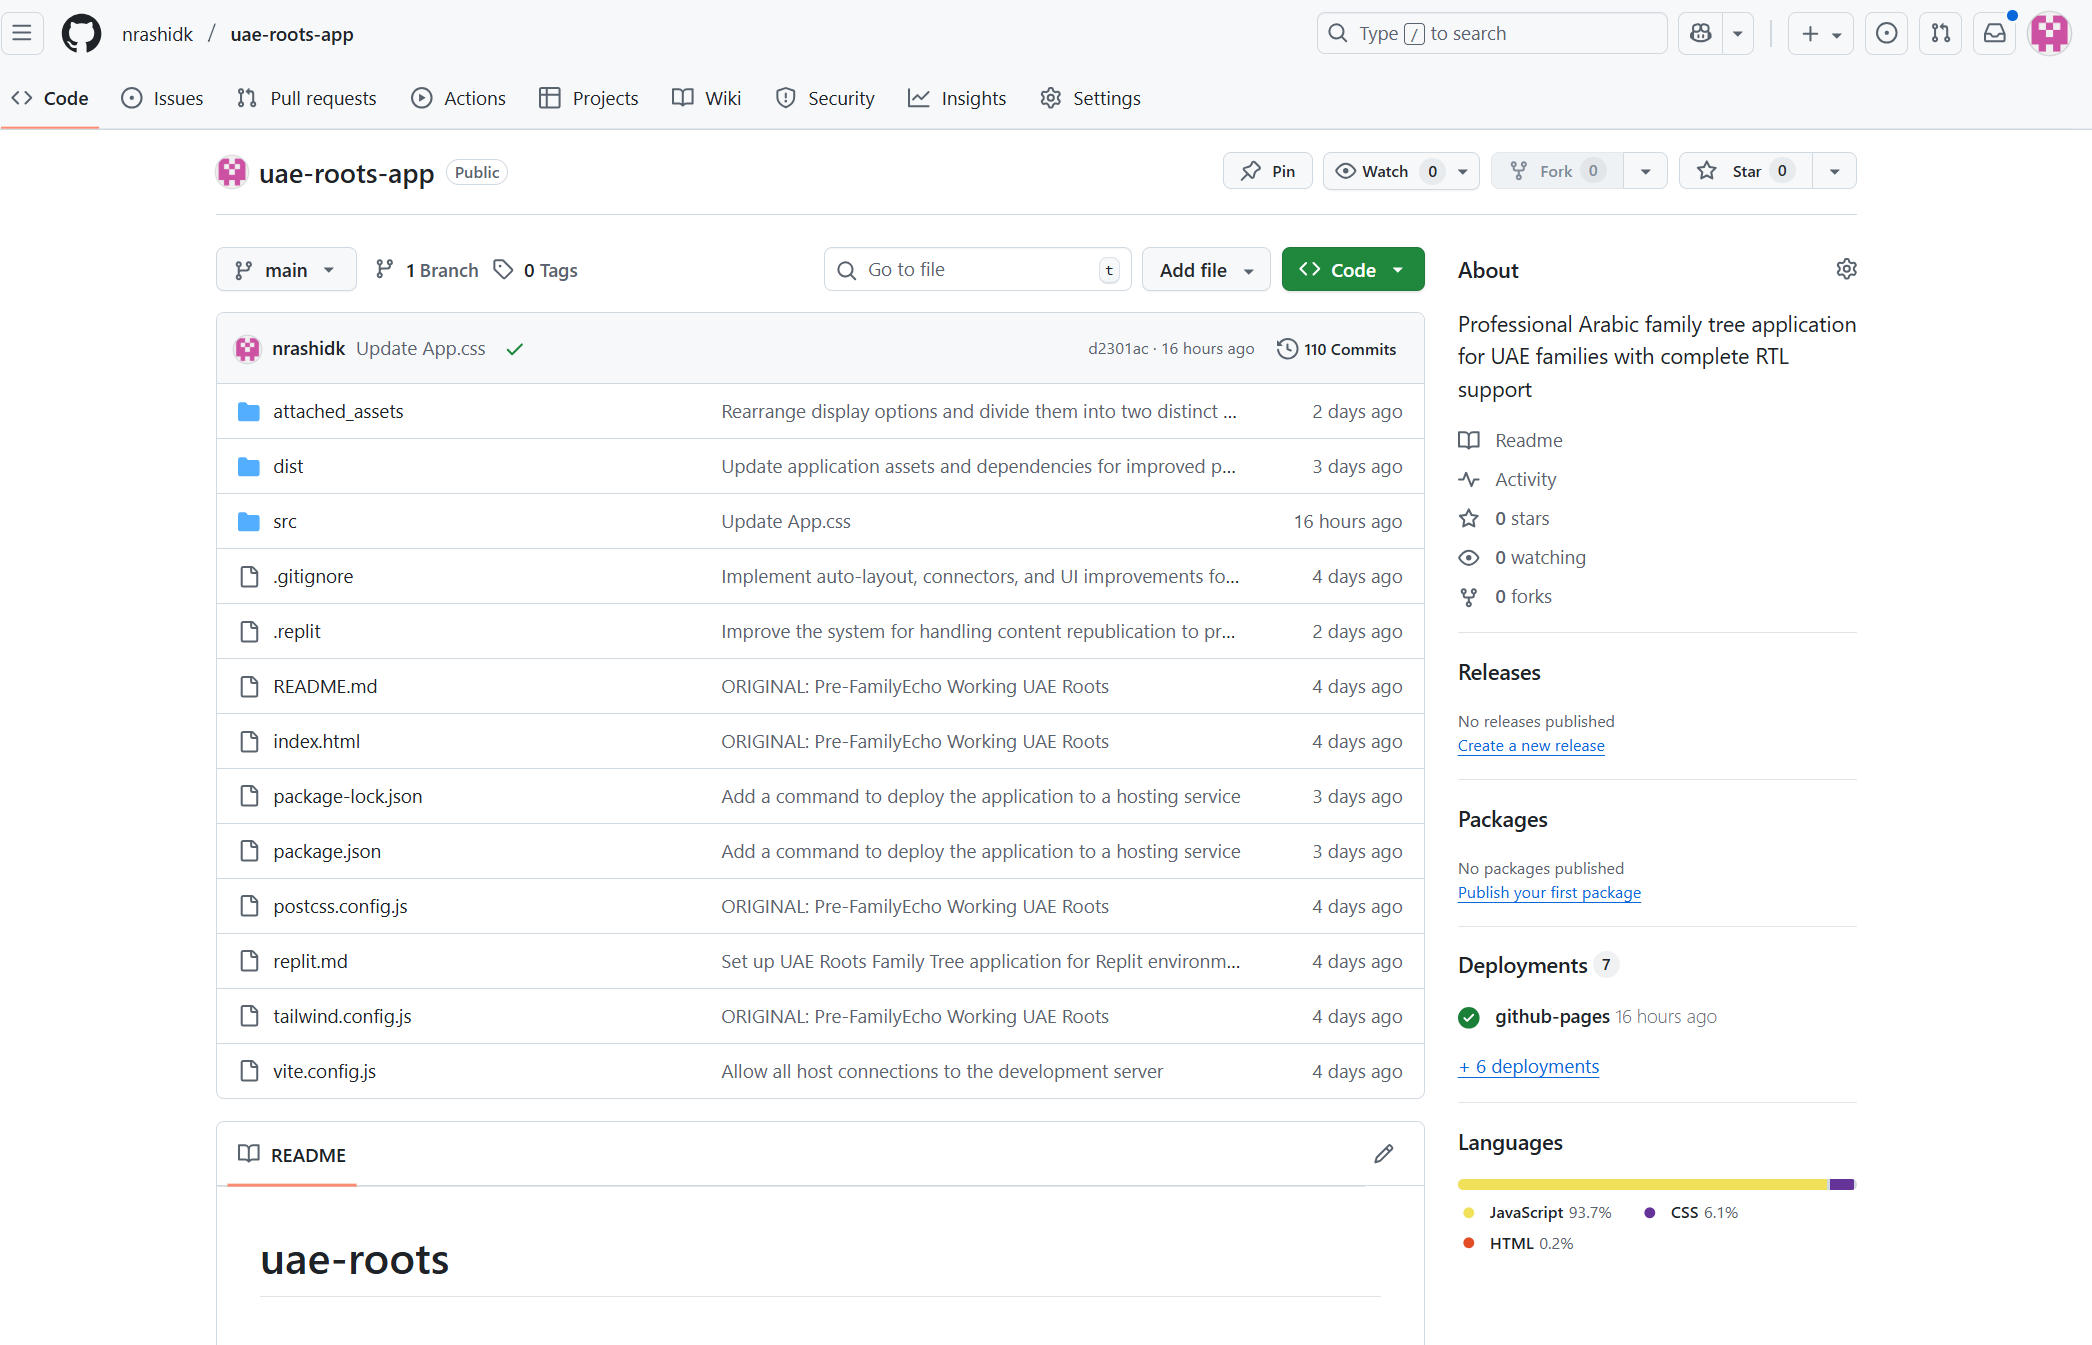 nrashidk / uae-roots-app
Type / to search
Code
Issues
Pull requests
Actions
Projects
Wiki
Security
Insights
Settings
uae-roots-app Public
Pin
Watch 0
Fork 0
Star 0
main
1 Branch
0 Tags
Go to file t
Add file
Code
nrashidk Update App.css d2301ac · 16 hours ago 110 Commits
attached_assets Rearrange display options and divide them into two distinct ... 2 days ago
dist Update application assets and dependencies for improved p... 3 days ago
src Update App.css 16 hours ago
.gitignore Implement auto-layout, connectors, and UI improvements fo... 4 days ago
.replit Improve the system for handling content republication to pr... 2 days ago
README.md ORIGINAL: Pre-FamilyEcho Working UAE Roots 4 days ago
index.html ORIGINAL: Pre-FamilyEcho Working UAE Roots 4 days ago
package-lock.json Add a command to deploy the application to a hosting service 3 days ago
package.json Add a command to deploy the application to a hosting service 3 days ago
postcss.config.js ORIGINAL: Pre-FamilyEcho Working UAE Roots 4 days ago
replit.md Set up UAE Roots Family Tree application for Replit environm... 4 days ago
tailwind.config.js ORIGINAL: Pre-FamilyEcho Working UAE Roots 4 days ago
vite.config.js Allow all host connections to the development server 4 days ago
README
uae-roots
About
Professional Arabic family tree application
for UAE families with complete RTL
support
Readme
Activity
0 stars
0 watching
0 forks
Releases
No releases published
Create a new release
Packages
No packages published
Publish your first package
Deployments 7
github-pages 16 hours ago
+ 6 deployments
Languages
JavaScript 93.7% CSS 6.1%
HTML 0.2%